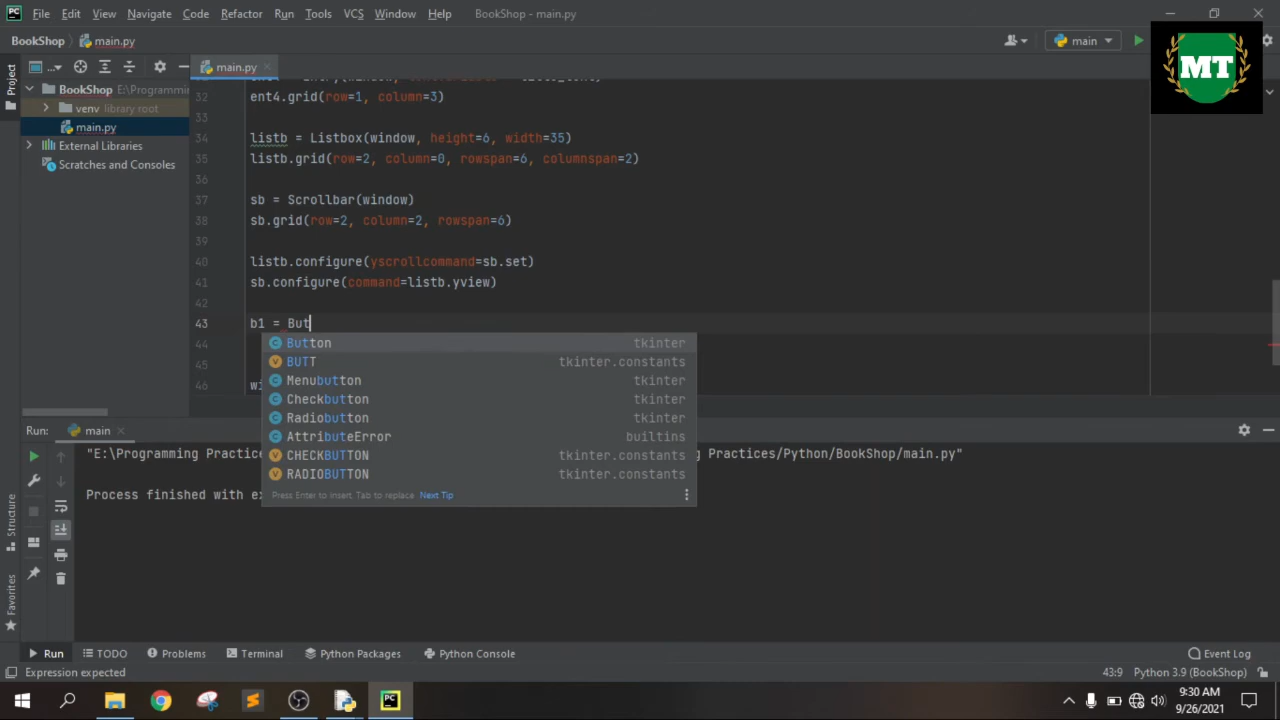 PC File Edit View Navigate Code Refactor Run Tools VCS Window Help BookShop - main.py
BookShop main.py main
MT
Project ... main.py
BookShop E:\Programmi
venv library root
main.py
External Libraries
Scratches and Consoles
32 ent4.grid(row=1, column=3)
33
34 listb = Listbox(window, height=6, width=35)
35 listb.grid(row=2, column=0, rowspan=6, columnspan=2)
36
37 sb = Scrollbar(window)
38 sb.grid(row=2, column=2, rowspan=6)
39
40 listb.configure(yscrollcommand=sb.set)
41 sb.configure(command=listb.yview)
42
43 b1 = But
44
45
46 wi
Button tkinter
BUTT tkinter.constants
Menubutton tkinter
Checkbutton tkinter
Radiobutton tkinter
AttributeError builtins
CHECKBUTTON tkinter.constants
RADIOBUTTON tkinter.constants
Press Enter to insert, Tab to replace Next Tip
Run: main
"E:\Programming Practic ng Practices/Python/BookShop/main.py"
Process finished with ex
Structure
Favorites
Run TODO Problems Terminal Python Packages Python Console Event Log
Expression expected 43:9 Python 3.9 (BookShop)
PC 9:30 AM
9/26/2021